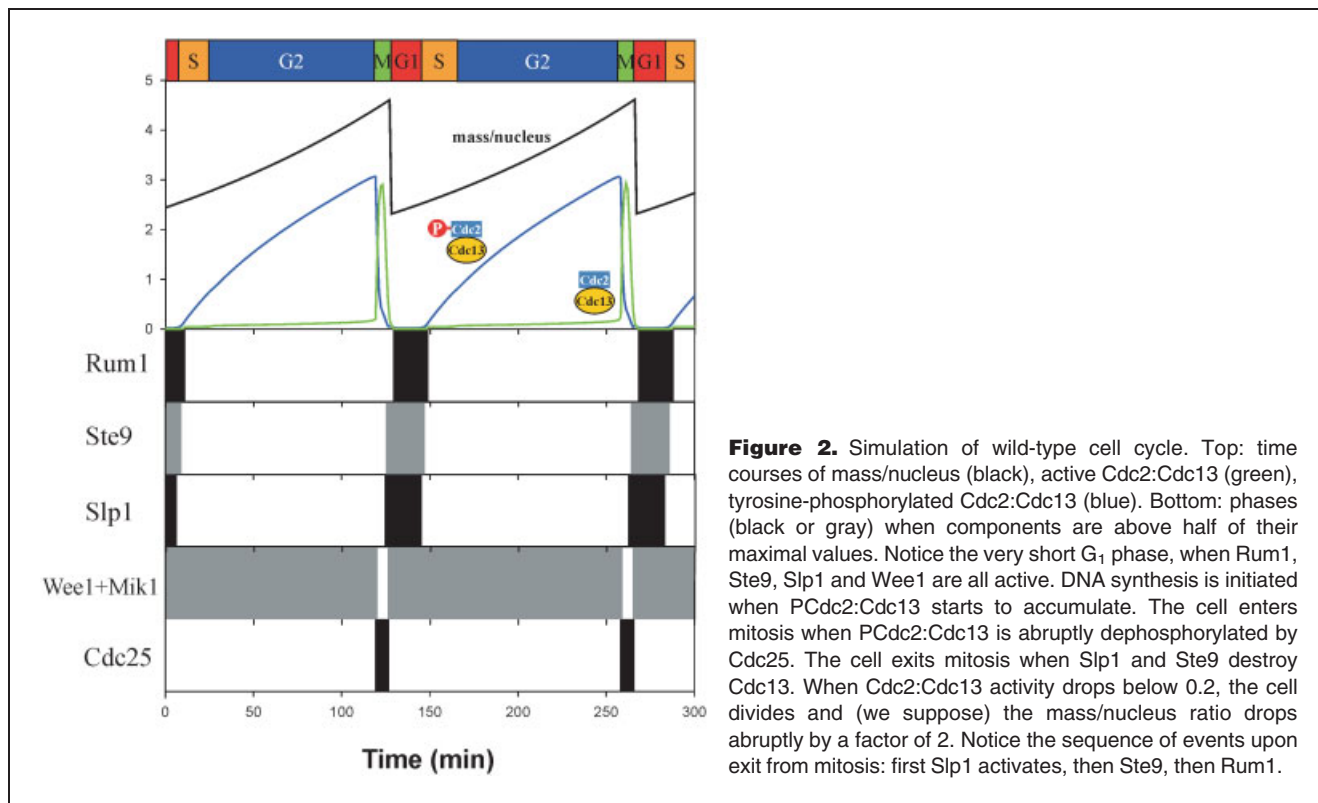 S G2 M G1 S G2 M G1 S
5
mass/nucleus
4
3
P Cdc2
Cdc13
2
Cdc2
Cdc13
1
0
Rum1
Ste9
Slp1
Wee1+Mik1
Cdc25
0 50 100 150 200 250 300
Time (min)
Figure 2. Simulation of wild-type cell cycle. Top: time
courses of mass/nucleus (black), active Cdc2:Cdc13 (green),
tyrosine-phosphorylated Cdc2:Cdc13 (blue). Bottom: phases
(black or gray) when components are above half of their
maximal values. Notice the very short G₁ phase, when Rum1,
Ste9, Slp1 and Wee1 are all active. DNA synthesis is initiated
when PCdc2:Cdc13 starts to accumulate. The cell enters
mitosis when PCdc2:Cdc13 is abruptly dephosphorylated by
Cdc25. The cell exits mitosis when Slp1 and Ste9 destroy
Cdc13. When Cdc2:Cdc13 activity drops below 0.2, the cell
divides and (we suppose) the mass/nucleus ratio drops
abruptly by a factor of 2. Notice the sequence of events upon
exit from mitosis: first Slp1 activates, then Ste9, then Rum1.